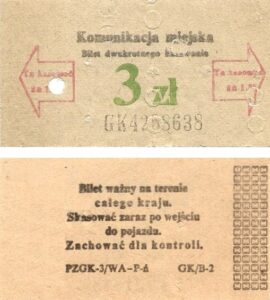 Komunikacja miejska
Bilet dwukrotnego kasowania
3 zł
GK4268638
Bilet ważny na terenie
całego kraju.
Skasować zaraz po wejściu
do pojazdu.
Zachować dla kontroli.
PZGK-3/WA-P-d GK/B-2